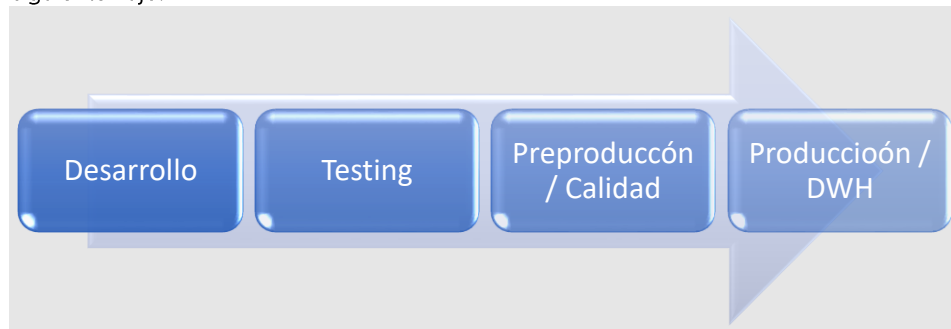 Desarrollo
Testing
Preproduccón
/ Calidad
Produccioón /
DWH